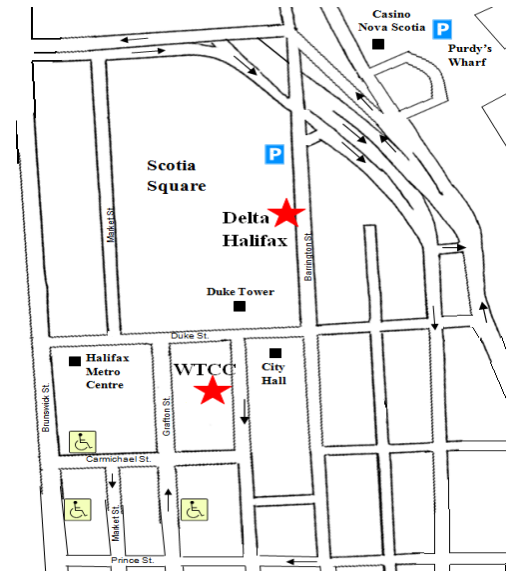 Casino
Nova Scotia
P
Purdy's
Wharf
P
Scotia
Square
Market St.
Delta
Halifax
Barrington St.
Duke Tower
Duke St.
Halifax
Metro
Centre
WTCC
City
Hall
Brunswick St.
Grafton St.
Carmichael St.
Market St.
Prince St.